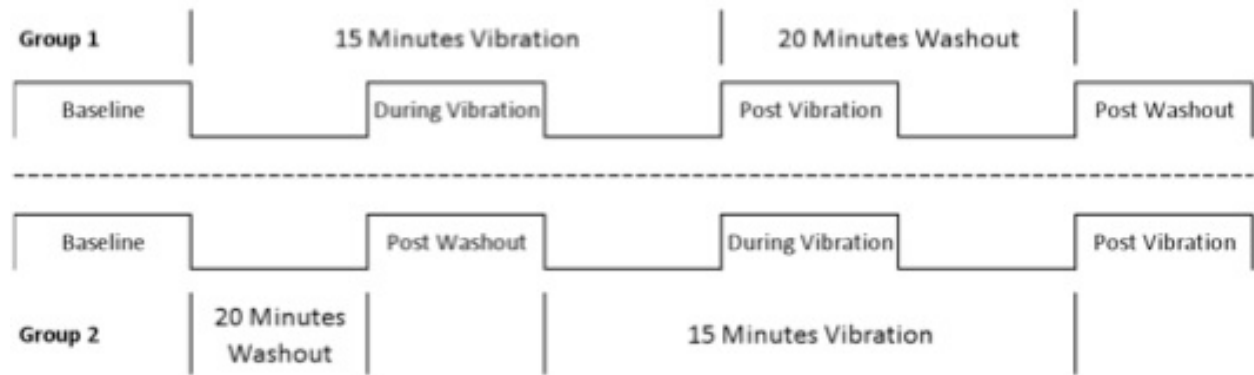 Group 1
15 Minutes Vibration
20 Minutes Washout
Baseline
During Vibration
Post Vibration
Post Washout
Baseline
Post Washout
During Vibration
Post Vibration
Group 2
20 Minutes
Washout
15 Minutes Vibration